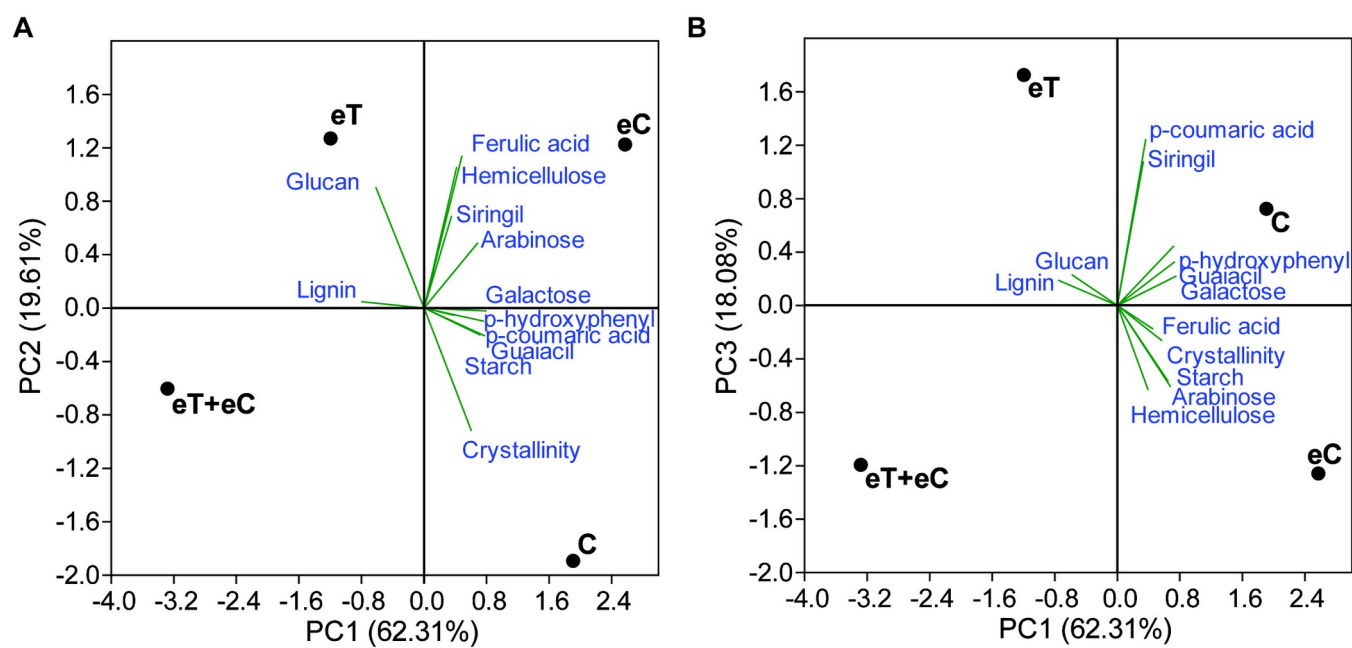 A
PC2 (19.61%)
1.6
1.2
0.8
0.4
0.0
-0.4
-0.8
-1.2
-1.6
-2.0
eT
eC
Ferulic acid
Glucan
Hemicellulose
Siringil
Arabinose
Lignin
Galactose
p-hydroxyphenyl
p-coumaric acid
Guaiacil
Starch
eT+eC
Crystallinity
C
-4.0 -3.2 -2.4 -1.6 -0.8 0.0 0.8 1.6 2.4
PC1 (62.31%)
B
PC3 (18.08%)
1.6
1.2
0.8
0.4
0.0
-0.4
-0.8
-1.2
-1.6
-2.0
eT
p-coumaric acid
Siringil
C
Glucan
p-hydroxyphenyl
Guaiacil
Lignin
Galactose
Ferulic acid
Crystallinity
Starch
Arabinose
Hemicellulose
eC
eT+eC
-4.0 -3.2 -2.4 -1.6 -0.8 0.0 0.8 1.6 2.4
PC1 (62.31%)